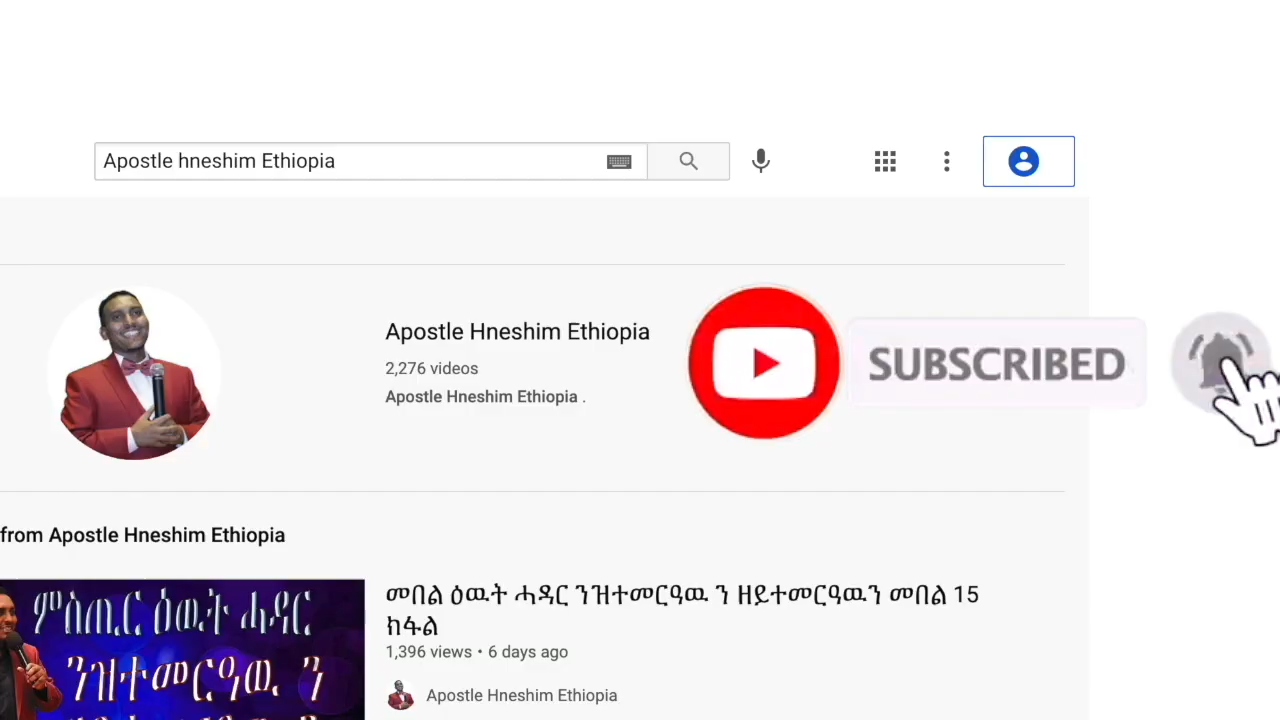 Apostle hneshim Ethiopia
Apostle Hneshim Ethiopia
2,276 videos
Apostle Hneshim Ethiopia .
SUBSCRIBED
from Apostle Hneshim Ethiopia
መበል ዕዉት ሓዳር ንዝተመርዓዉ ን ዘይተመርዓዉን መበል 15
ክፋል
1,396 views • 6 days ago
Apostle Hneshim Ethiopia
ምስጢር ዕዉት ሓዳር
ንዝተመርዓዉ ን